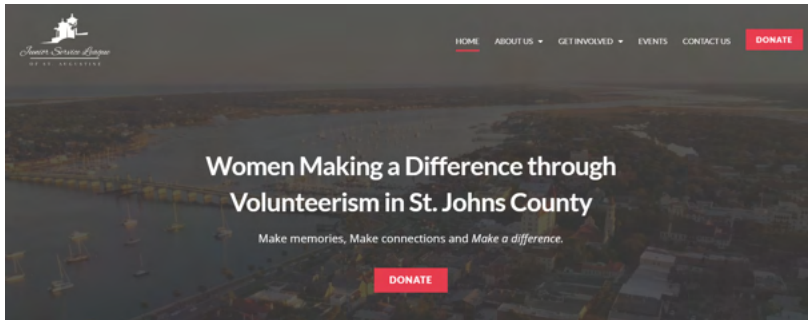 Junior Service League
OF ST. AUGUSTINE
HOME ABOUT US GET INVOLVED EVENTS CONTACT US DONATE
Women Making a Difference through
Volunteerism in St. Johns County
Make memories, Make connections and Make a difference.
DONATE